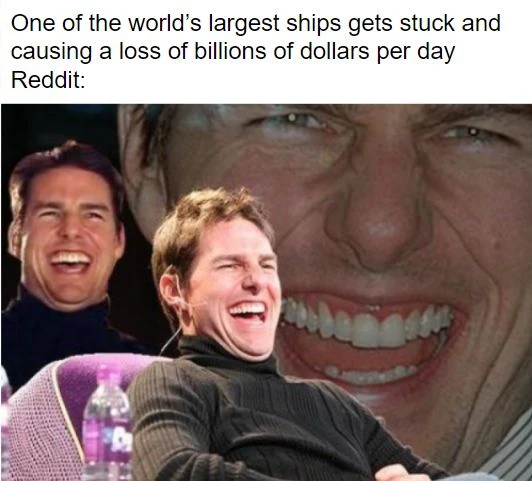 One of the world’s largest ships gets stuck and
causing a loss of billions of dollars per day
Reddit: